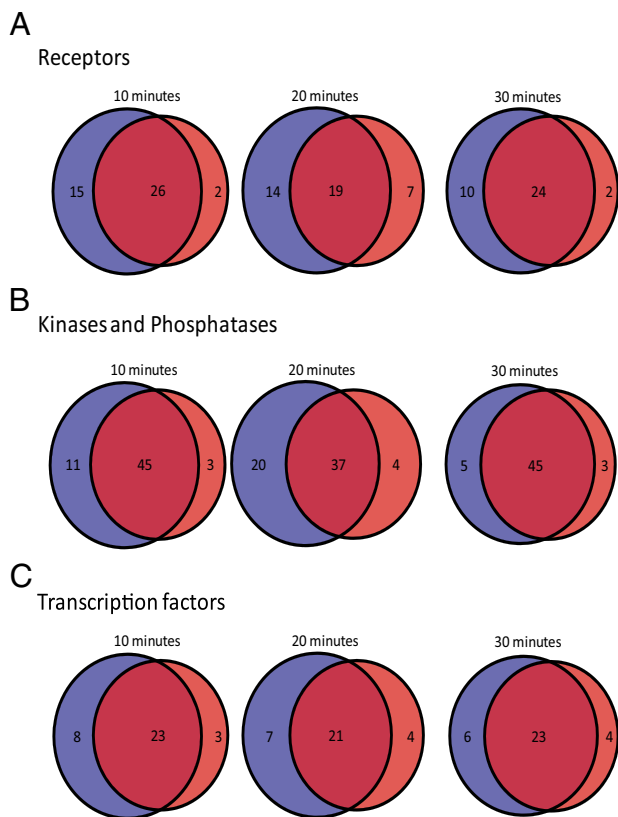 A
Receptors
10 minutes
20 minutes
30 minutes
15
26
2
14
19
7
10
24
2
B
Kinases and Phosphatases
10 minutes
20 minutes
30 minutes
11
45
3
20
37
4
5
45
3
C
Transcription factors
10 minutes
20 minutes
30 minutes
8
23
3
7
21
4
6
23
4